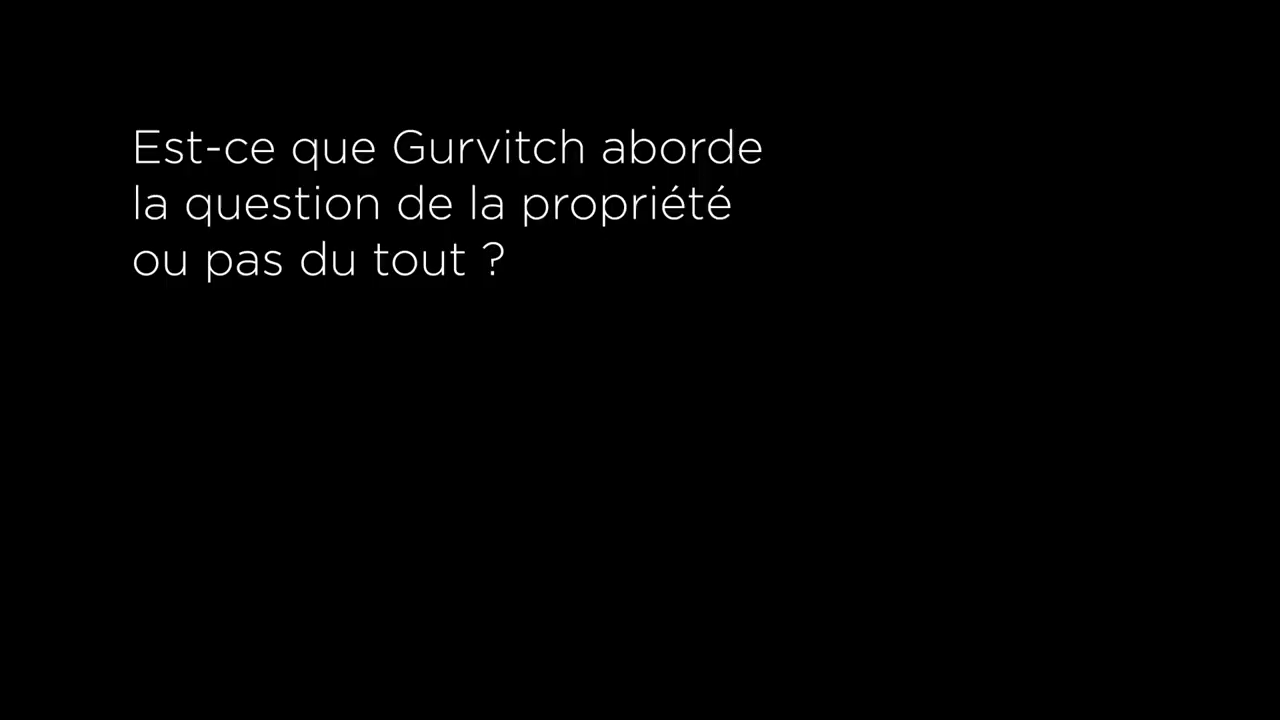 Est-ce que Gurvitch aborde
la question de la propriété
ou pas du tout ?